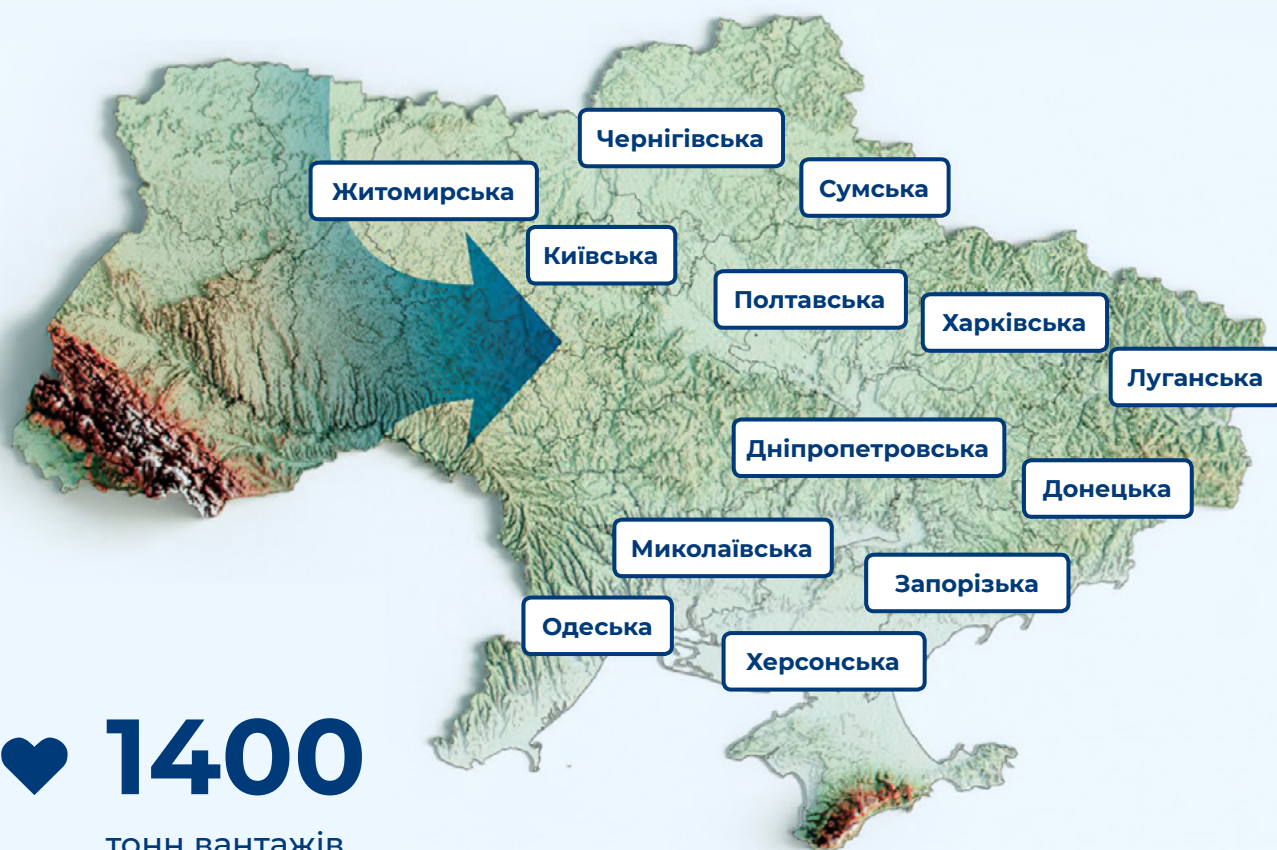 Чернігівська
Житомирська
Сумська
Київська
Полтавська
Харківська
Луганська
Дніпропетровська
Донецька
Миколаївська
Запорізька
Одеська
Херсонська
1400
тонн вантажів